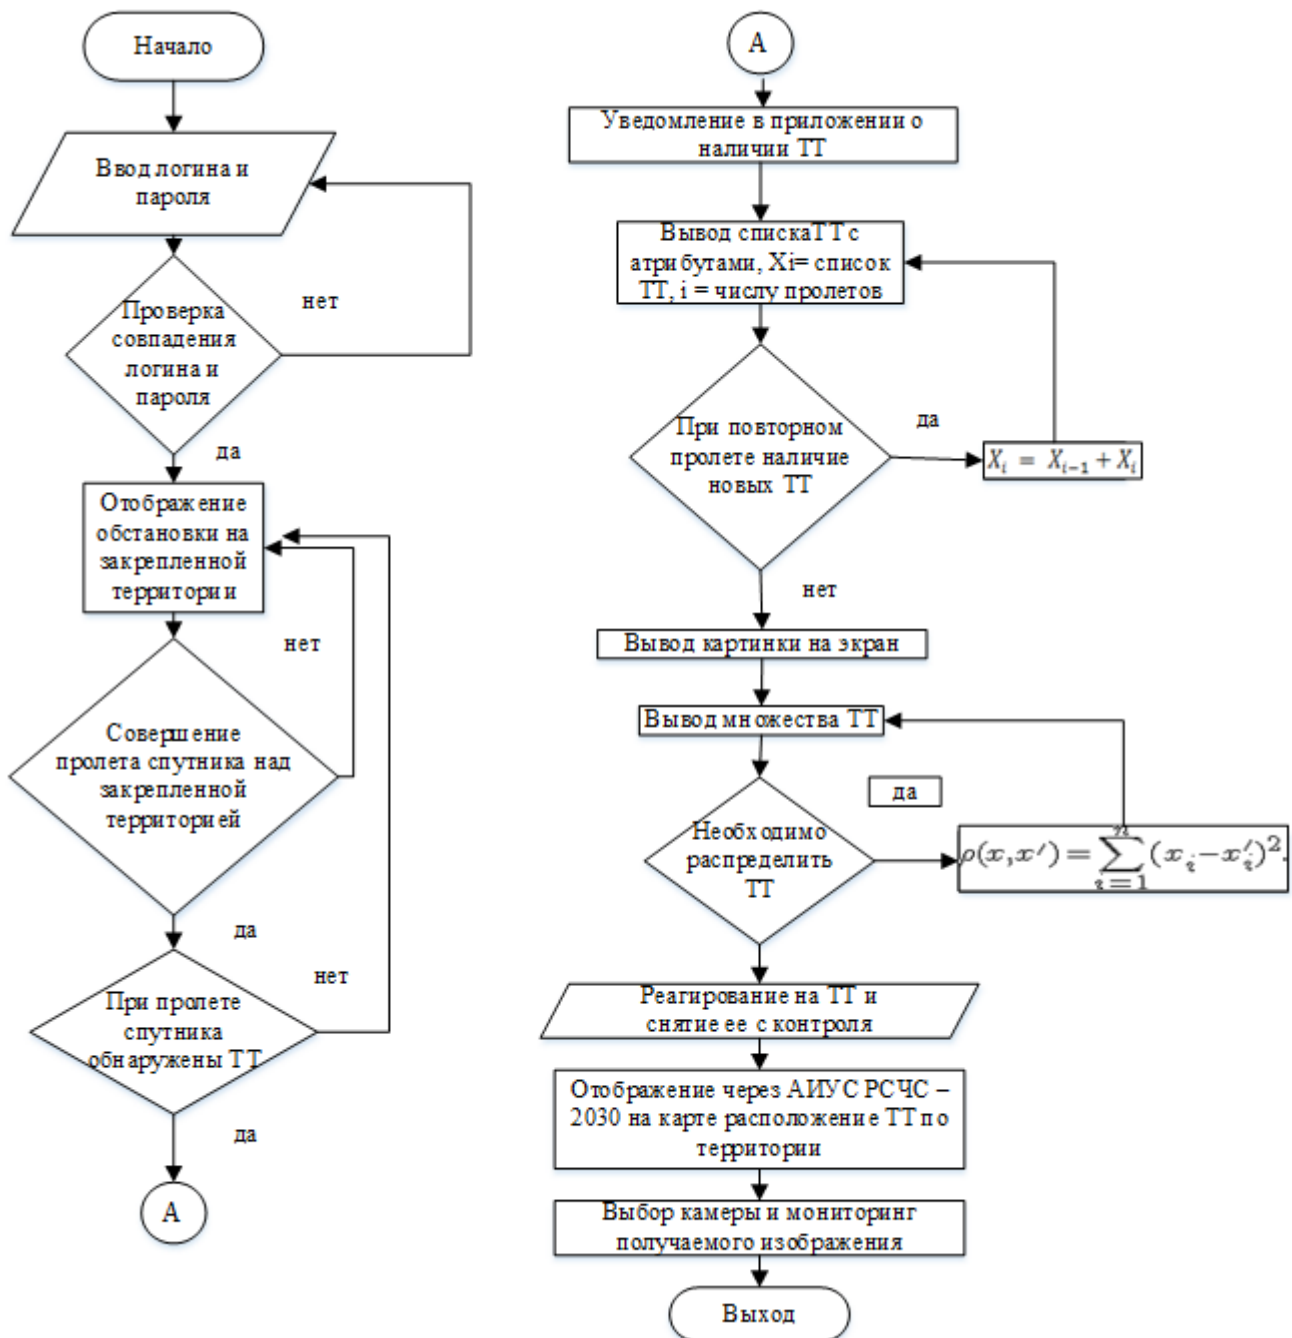 Начало
Ввод логина и
пароля
Проверка
совпадения
логина и
пароля
нет
да
Отображение
обстановки на
закрепленной
территории
нет
Совершение
пролета спутника над
закрепленной
территорией
да
нет
При пролете
спутника
обнаружены ТТ
да
А
А
Уведомление в приложении о
наличии ТТ
Вывод спискаТТ с
атрибутами, Xi= список
ТТ, i = числу пролетов
При повторном
пролете наличие
новых ТТ
да
X_i = X_{i-1} + X_i
нет
Вывод картинки на экран
Вывод множества ТТ
да
Необходимо
распределить
ТТ
ρ(x,x′) = ∑_{i=1}^{n} (x_i − x′_i)².
Реагирование на ТТ и
снятие ее с контроля
Отображение через АИУС РСЧС –
2030 на карте расположение ТТ по
территории
Выбор камеры и мониторинг
получаемого изображения
Выход